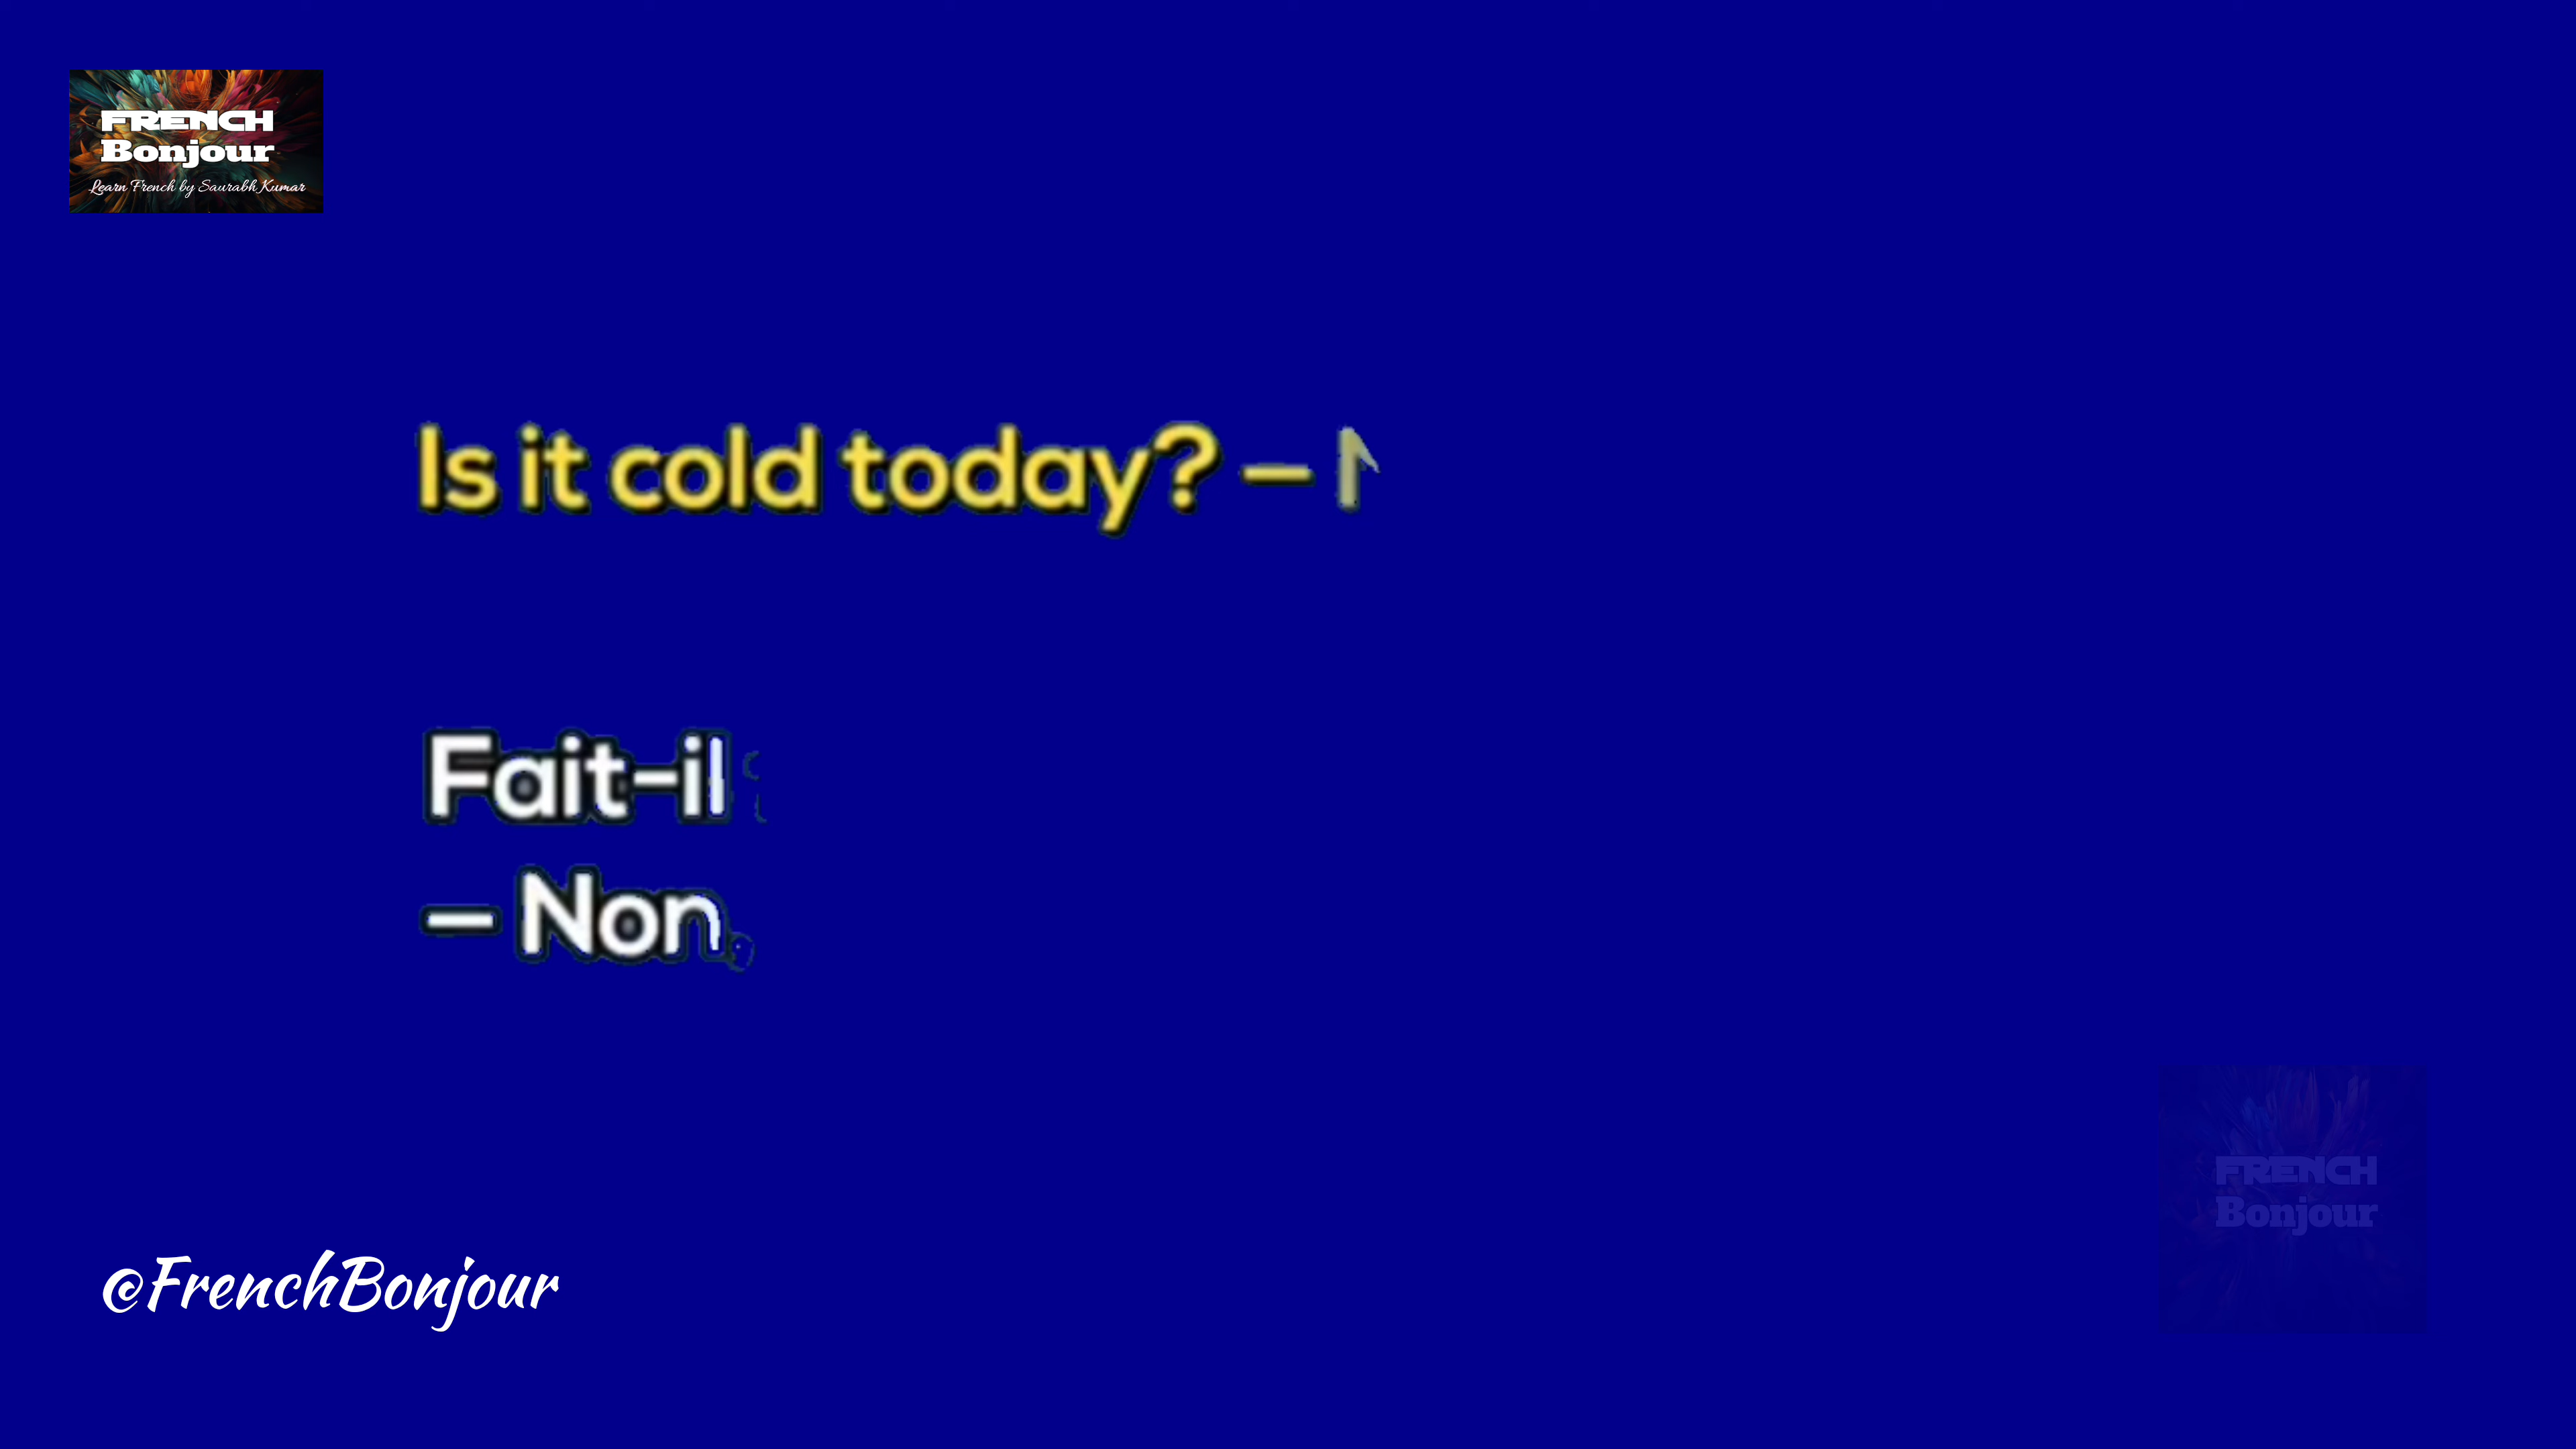 FRENCH
Bonjour
Learn French by Saurabh Kumar
Is it cold today? –
Fait-il
– Non,
@FrenchBonjour
FRENCH
Bonjour